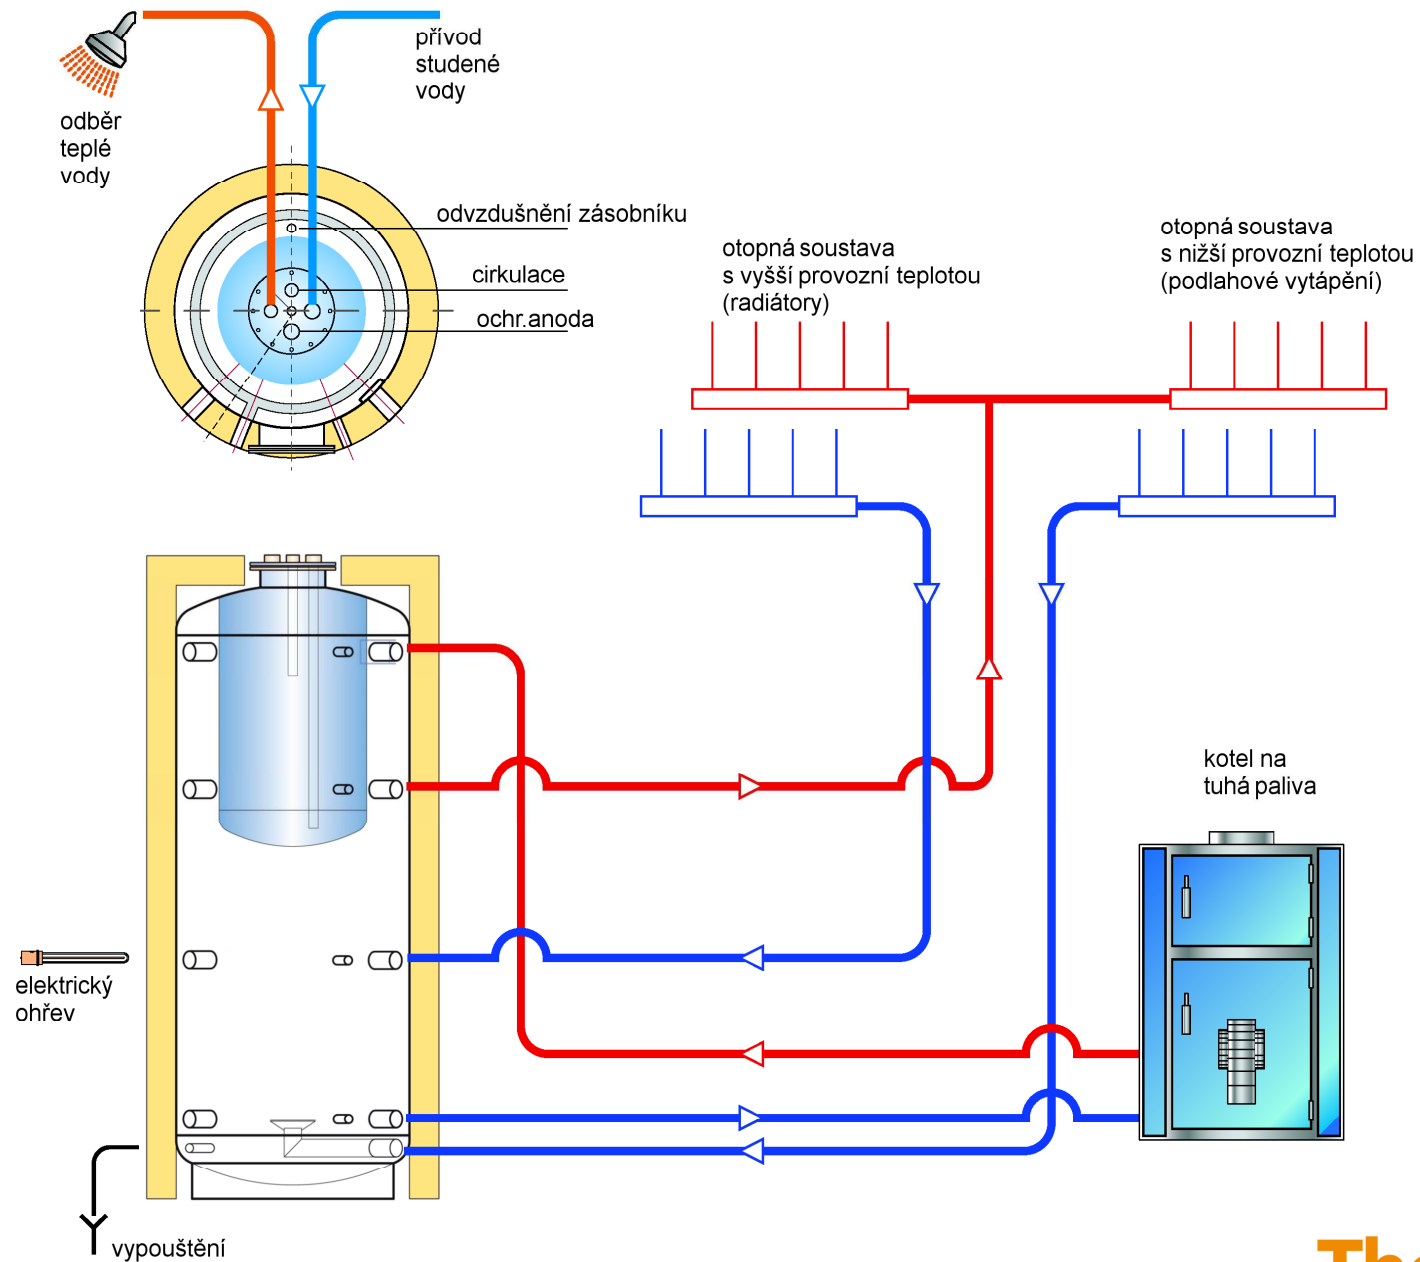 přívod
studené
vody
odběr
teplé
vody
odvzdušnění zásobníku
cirkulace
ochr.anoda
otopná soustava
s vyšší provozní teplotou
(radiátory)
otopná soustava
s nižší provozní teplotou
(podlahové vytápění)
kotel na
tuhá paliva
elektrický
ohřev
vypouštění